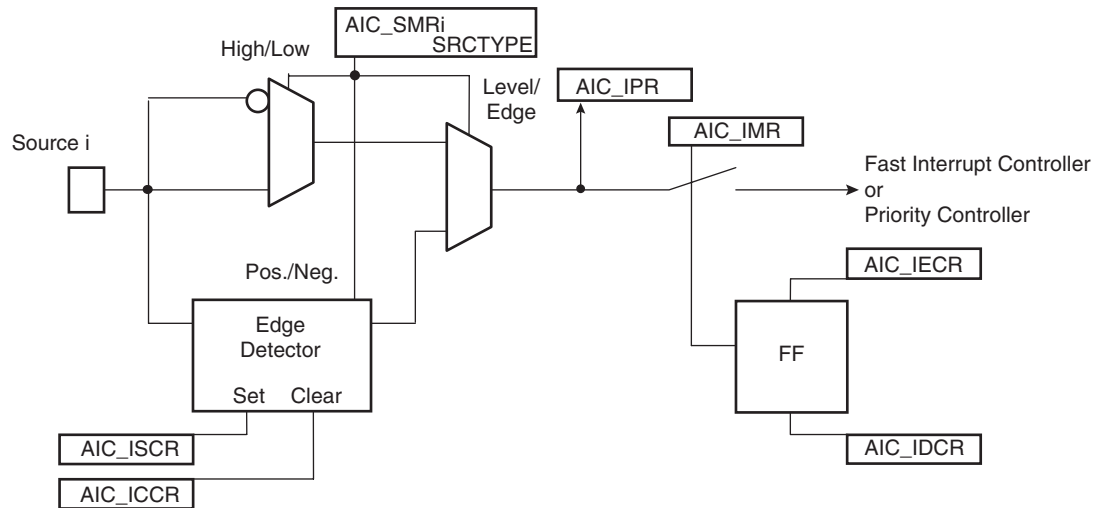 AIC_SMRi
SRCTYPE
High/Low
Level/
Edge
AIC_IPR
AIC_IMR
Source i
Fast Interrupt Controller
or
Priority Controller
Pos./Neg.
AIC_IECR
Edge
Detector
FF
Set Clear
AIC_ISCR
AIC_IDCR
AIC_ICCR